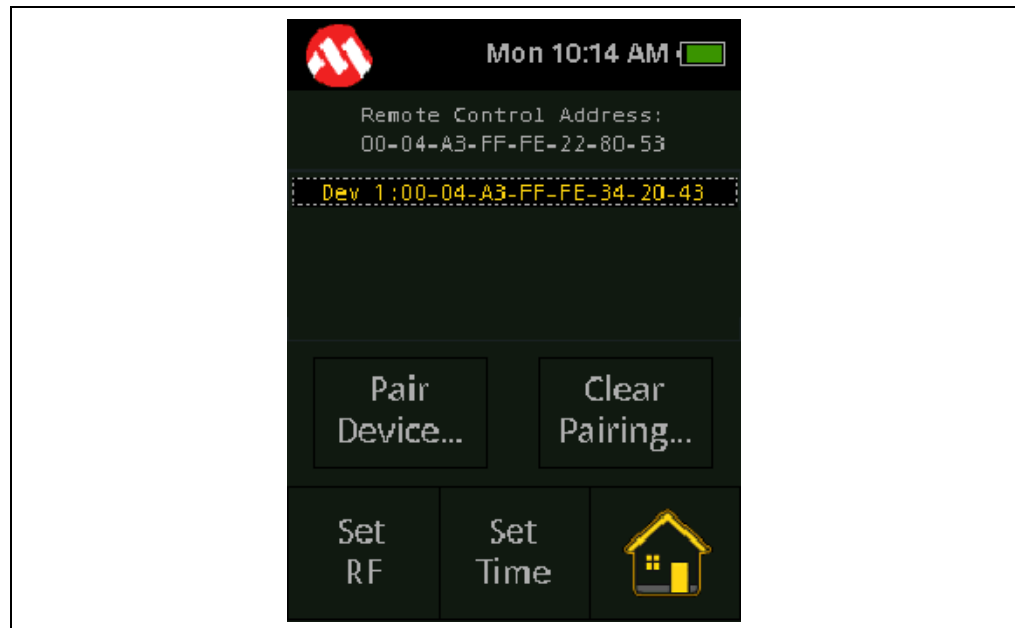 Mon 10:14 AM
Remote Control Address:
00-04-A3-FF-FE-22-80-53
Dev 1:00-04-A3-FF-FE-34-20-43
Pair
Device...
Clear
Pairing...
Set
RF
Set
Time